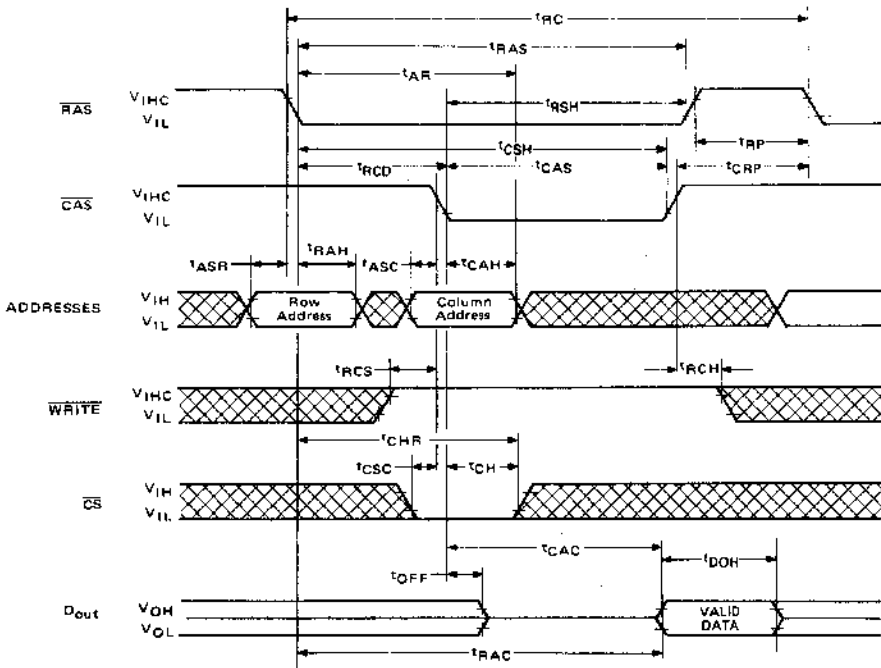 tRC
tRAS
tAR
RAS
VIHC
VIL
tRSH
tRP
tCSH
tRCD
tCAS
tCRP
CAS
VIHC
VIL
tASR
tRAH
tASC
tCAH
ADDRESSES
VIH
VIL
Row
Address
Column
Address
tRCS
tRCH
WRITE
VIHC
VIL
tCHR
tCSC
tCH
CS
VIH
VIL
tCAC
tOFF
tDOH
Dout
VOH
VOL
VALID
DATA
tRAC